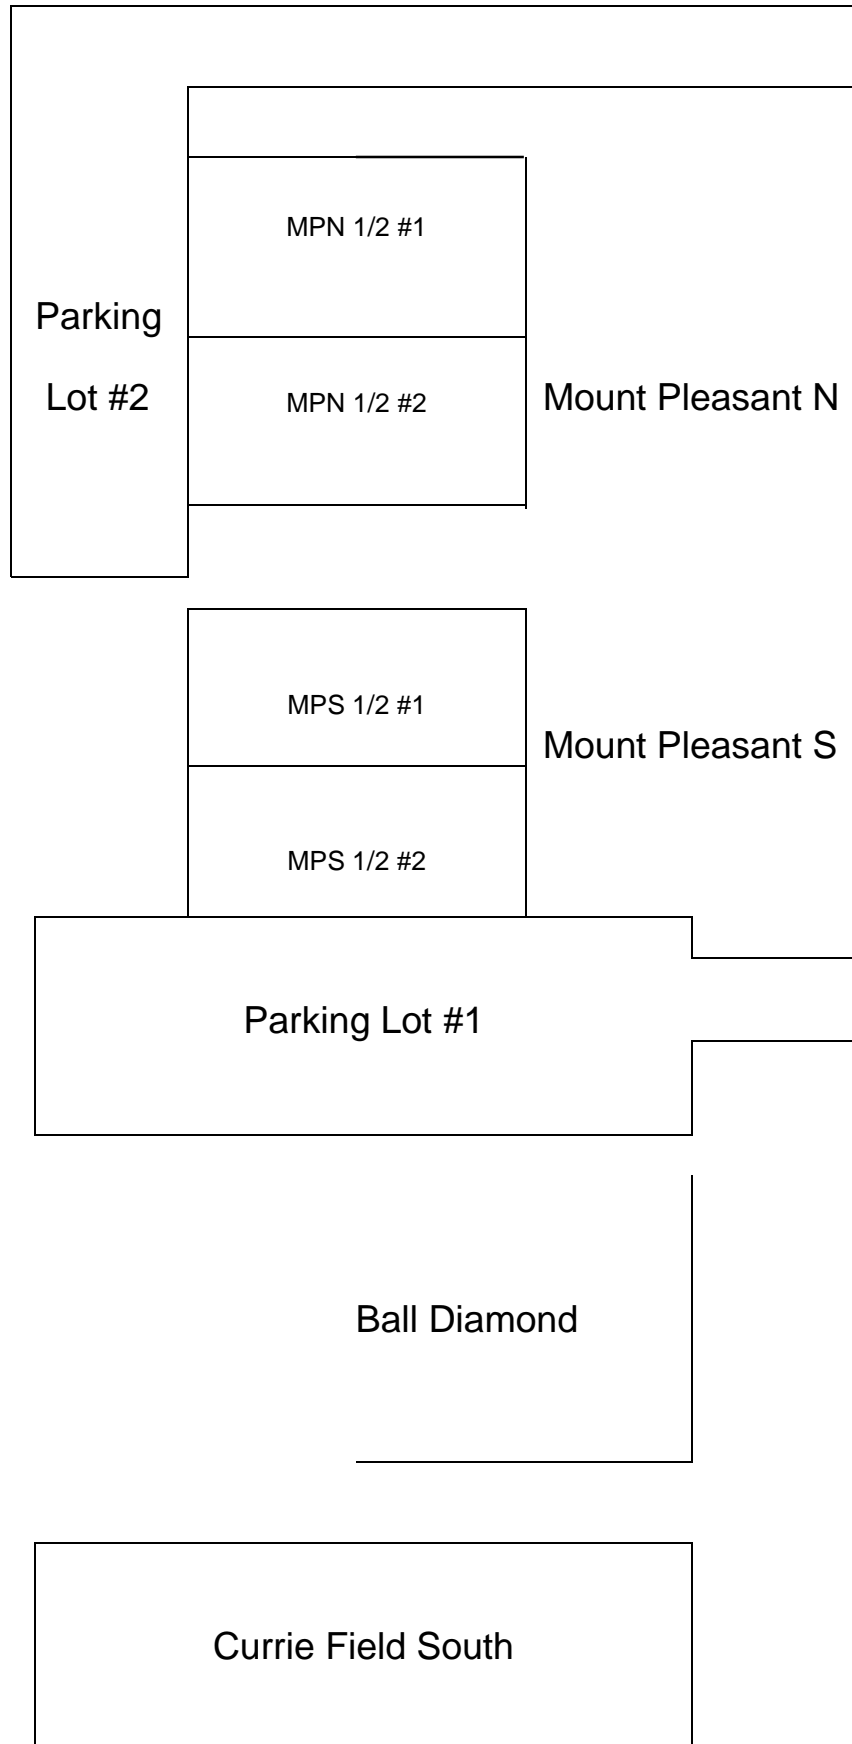 MPN 1/2 #1
Parking
Lot #2
MPN 1/2 #2
Mount Pleasant N
MPS 1/2 #1
Mount Pleasant S
MPS 1/2 #2
Parking Lot #1
Ball Diamond
Currie Field South